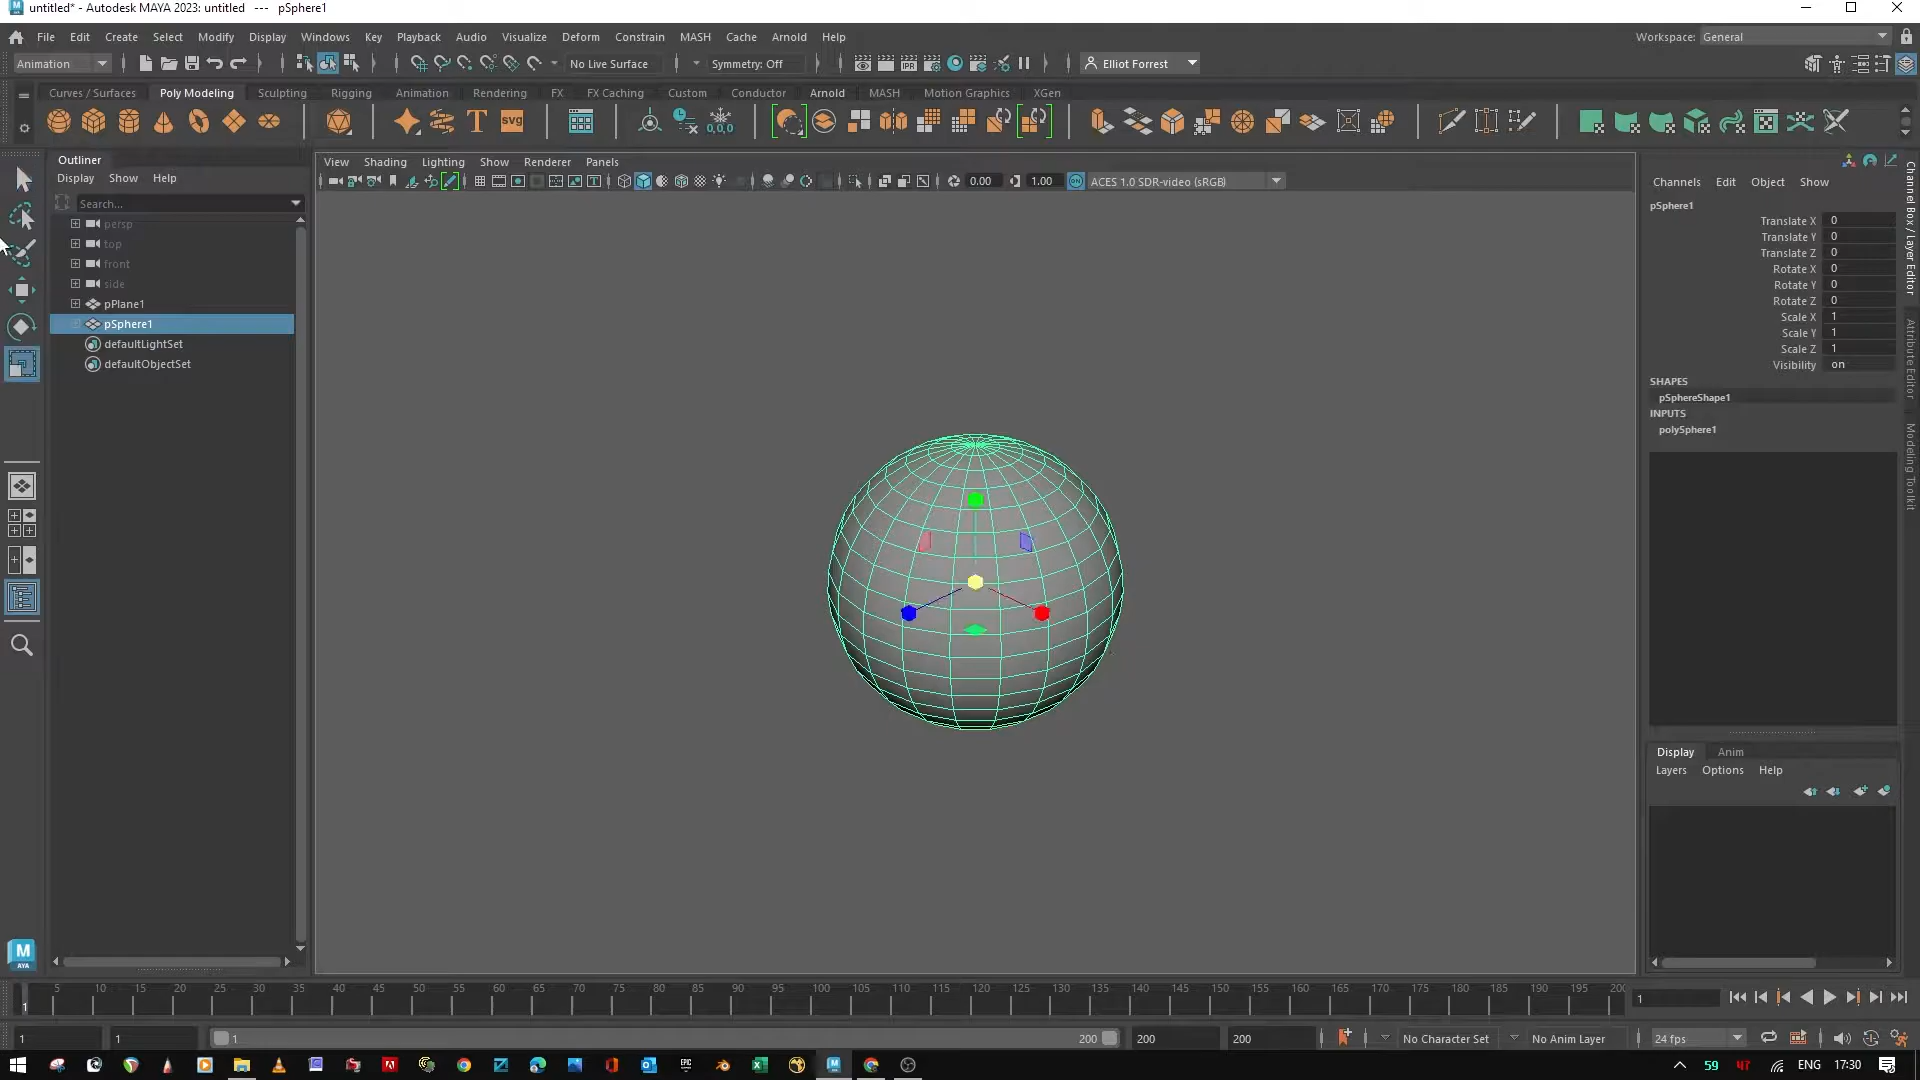 untitled* - Autodesk MAYA 2023: untitled --- pSphere1
File Edit Create Select Modify Display Windows Key Playback Audio Visualize Deform Constrain MASH Cache Arnold Help
Workspace: General
Animation No Live Surface Symmetry: Off Elliot Forrest
Curves / Surfaces Poly Modeling Sculpting Rigging Animation Rendering FX FX Caching Custom Conductor Arnold MASH Motion Graphics XGen
T svg 0,0,0
Outliner
Display Show Help
Search...
persp
top
front
side
pPlane1
pSphere1
defaultLightSet
defaultObjectSet
View Shading Lighting Show Renderer Panels
0.00 1.00 ACES 1.0 SDR-video (sRGB)
Channels Edit Object Show
pSphere1
Translate X 0
Translate Y 0
Translate Z 0
Rotate X 0
Rotate Y 0
Rotate Z 0
Scale X 1
Scale Y 1
Scale Z 1
Visibility on
SHAPES
pSphereShape1
INPUTS
polySphere1
Channel Box / Layer Editor
Attribute Editor
Modeling Toolkit
Display Anim
Layers Options Help
5 10 15 20 25 30 35 40 45 50 55 60 65 70 75 80 85 90 95 100 105 110 115 120 125 130 135 140 145 150 155 160 165 170 175 180 185 190 195 200
1 1
1 1 1 200 200 200 No Character Set No Anim Layer 24 fps
59 47 ENG 17:30